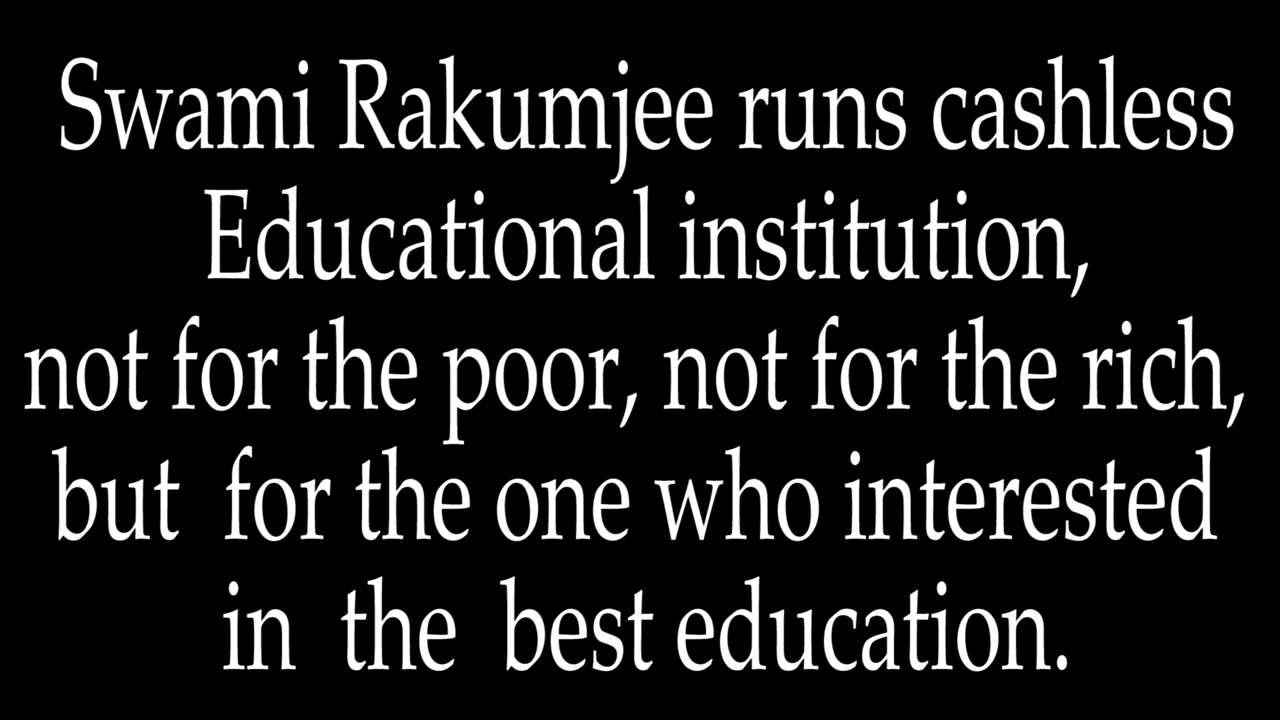 Swami Rakumjee runs cashless
Educational institution,
not for the poor, not for the rich,
but for the one who interested
in the best education.